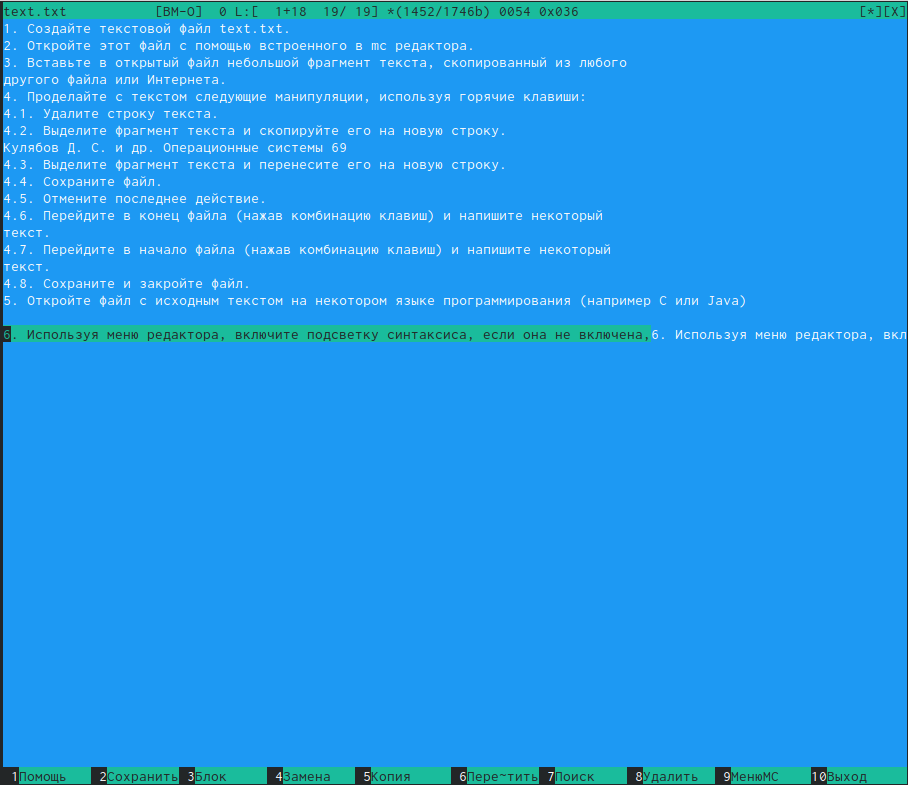 text.txt [BM-O] 0 L:[ 1+18 19/ 19] *(1452/1746b) 0054 0x036 [*][X]
1. Создайте текстовой файл text.txt.
2. Откройте этот файл с помощью встроенного в mc редактора.
3. Вставьте в открытый файл небольшой фрагмент текста, скопированный из любого
другого файла или Интернета.
4. Проделайте с текстом следующие манипуляции, используя горячие клавиши:
4.1. Удалите строку текста.
4.2. Выделите фрагмент текста и скопируйте его на новую строку.
Кулябов Д. С. и др. Операционные системы 69
4.3. Выделите фрагмент текста и перенесите его на новую строку.
4.4. Сохраните файл.
4.5. Отмените последнее действие.
4.6. Перейдите в конец файла (нажав комбинацию клавиш) и напишите некоторый
текст.
4.7. Перейдите в начало файла (нажав комбинацию клавиш) и напишите некоторый
текст.
4.8. Сохраните и закройте файл.
5. Откройте файл с исходным текстом на некотором языке программирования (например C или Java)
6. Используя меню редактора, включите подсветку синтаксиса, если она не включена,6. Используя меню редактора, вкл
1Помощь 2Сохранить 3Блок 4Замена 5Копия 6Пере~тить 7Поиск 8Удалить 9МенюMC 10Выход